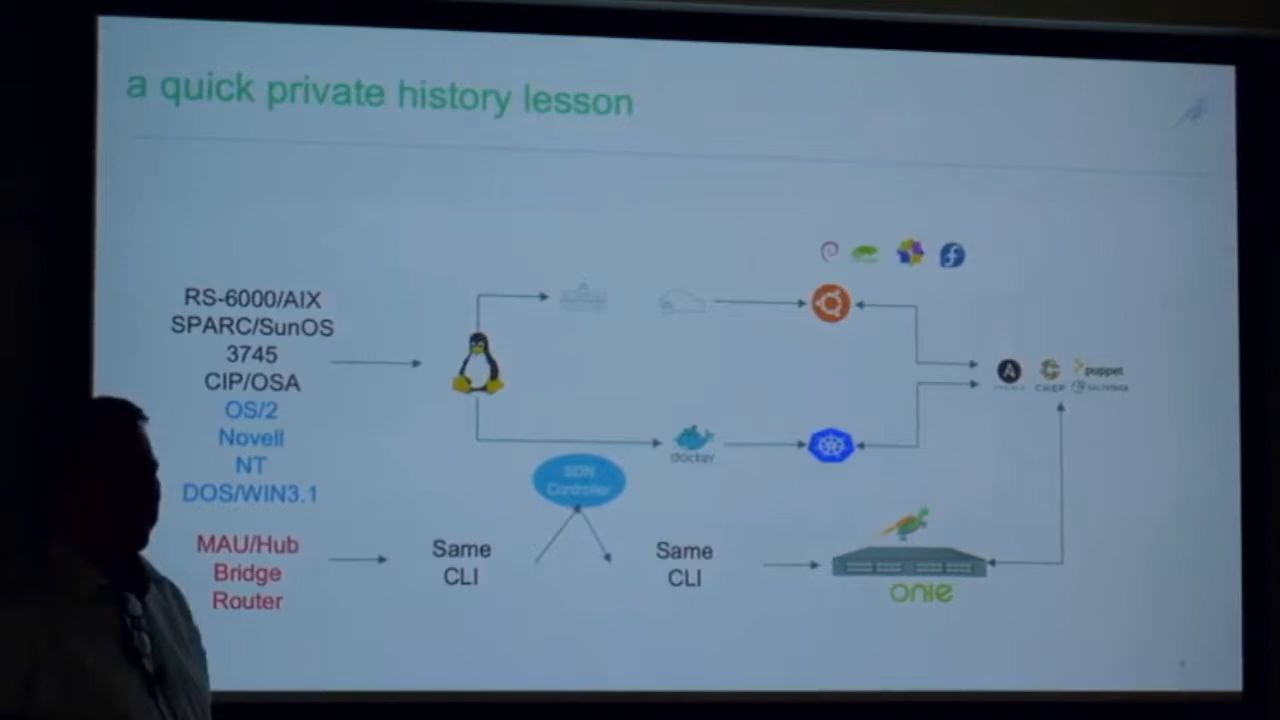 a quick private history lesson
RS-6000/AIX
SPARC/SunOS
3745
CIP/OSA
OS/2
Novell
NT
DOS/WIN3.1
MAU/Hub
Bridge
Router
Same
CLI
SDN
Controller
Same
CLI
docker
A
CHEF
puppet
onie